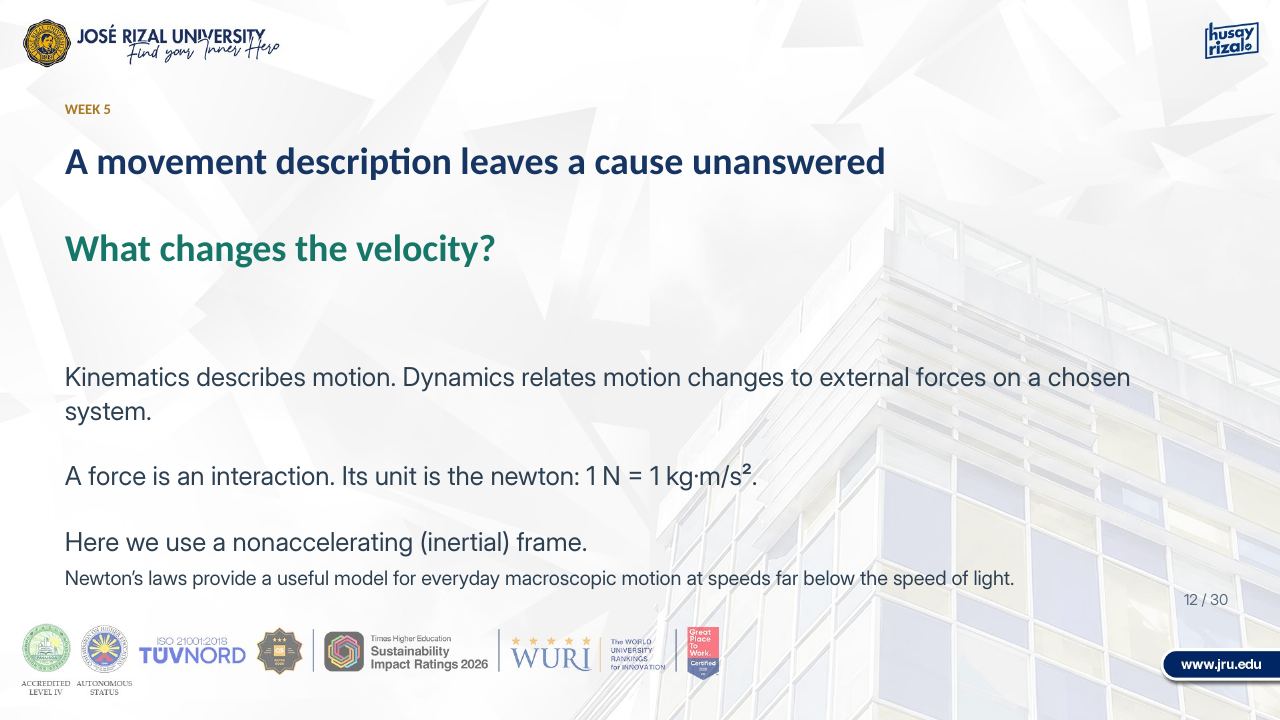 JOSÉ RIZAL UNIVERSITY
Find your Inner Hero
husay
rizal
WEEK 5
A movement description leaves a cause unanswered
What changes the velocity?
Kinematics describes motion. Dynamics relates motion changes to external forces on a chosen
system.
A force is an interaction. Its unit is the newton: 1 N = 1 kg·m/s².
Here we use a nonaccelerating (inertial) frame.
Newton’s laws provide a useful model for everyday macroscopic motion at speeds far below the speed of light.
12 / 30
ACCREDITED
LEVEL IV
AUTONOMOUS
STATUS
ISO 21001:2018
TÜVNORD
Times Higher Education
Sustainability
Impact Ratings 2026
WURI
The WORLD
UNIVERSITY
RANKINGS
for INNOVATION
Great
Place
To
Work.
Certified
www.jru.edu